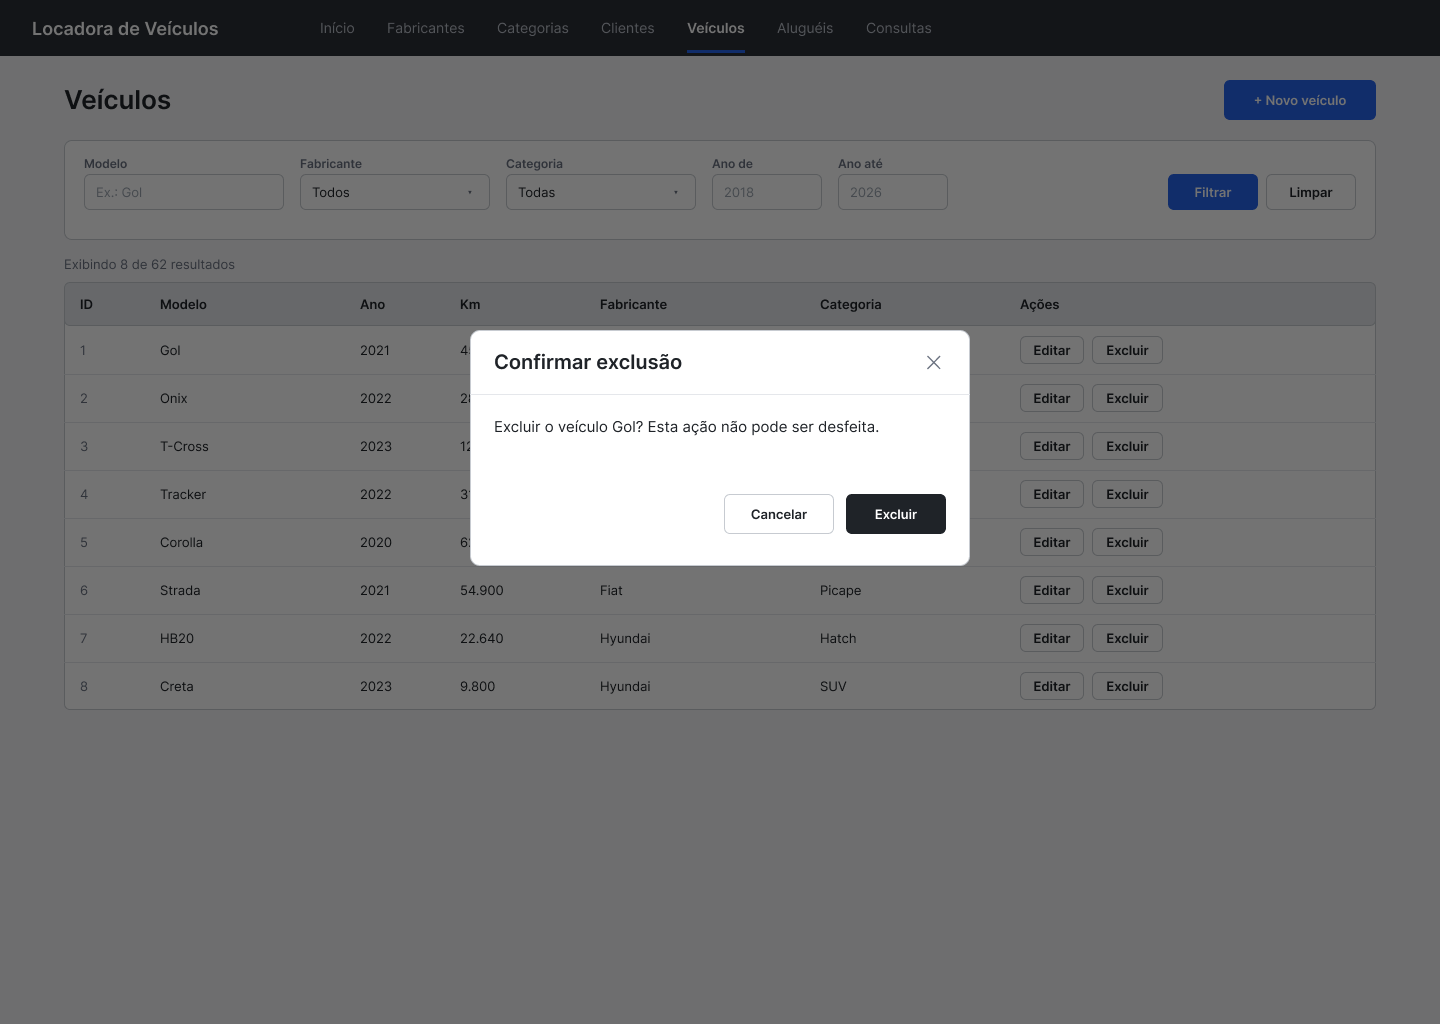 Locadora de Veículos Início Fabricantes Categorias Clientes Veículos Aluguéis Consultas
Veículos
+ Novo veículo
Modelo Fabricante Categoria Ano de Ano até
Ex.: Gol Todos Todas 2018 2026 Filtrar Limpar
Exibindo 8 de 62 resultados
ID Modelo Ano Km Fabricante Categoria Ações
1 Gol 2021 Editar Excluir
2 Onix 2022 Editar Excluir
3 T-Cross 2023 Editar Excluir
4 Tracker 2022 Editar Excluir
5 Corolla 2020 Editar Excluir
6 Strada 2021 54.900 Fiat Picape Editar Excluir
7 HB20 2022 22.640 Hyundai Hatch Editar Excluir
8 Creta 2023 9.800 Hyundai SUV Editar Excluir
Confirmar exclusão
Excluir o veículo Gol? Esta ação não pode ser desfeita.
Cancelar Excluir